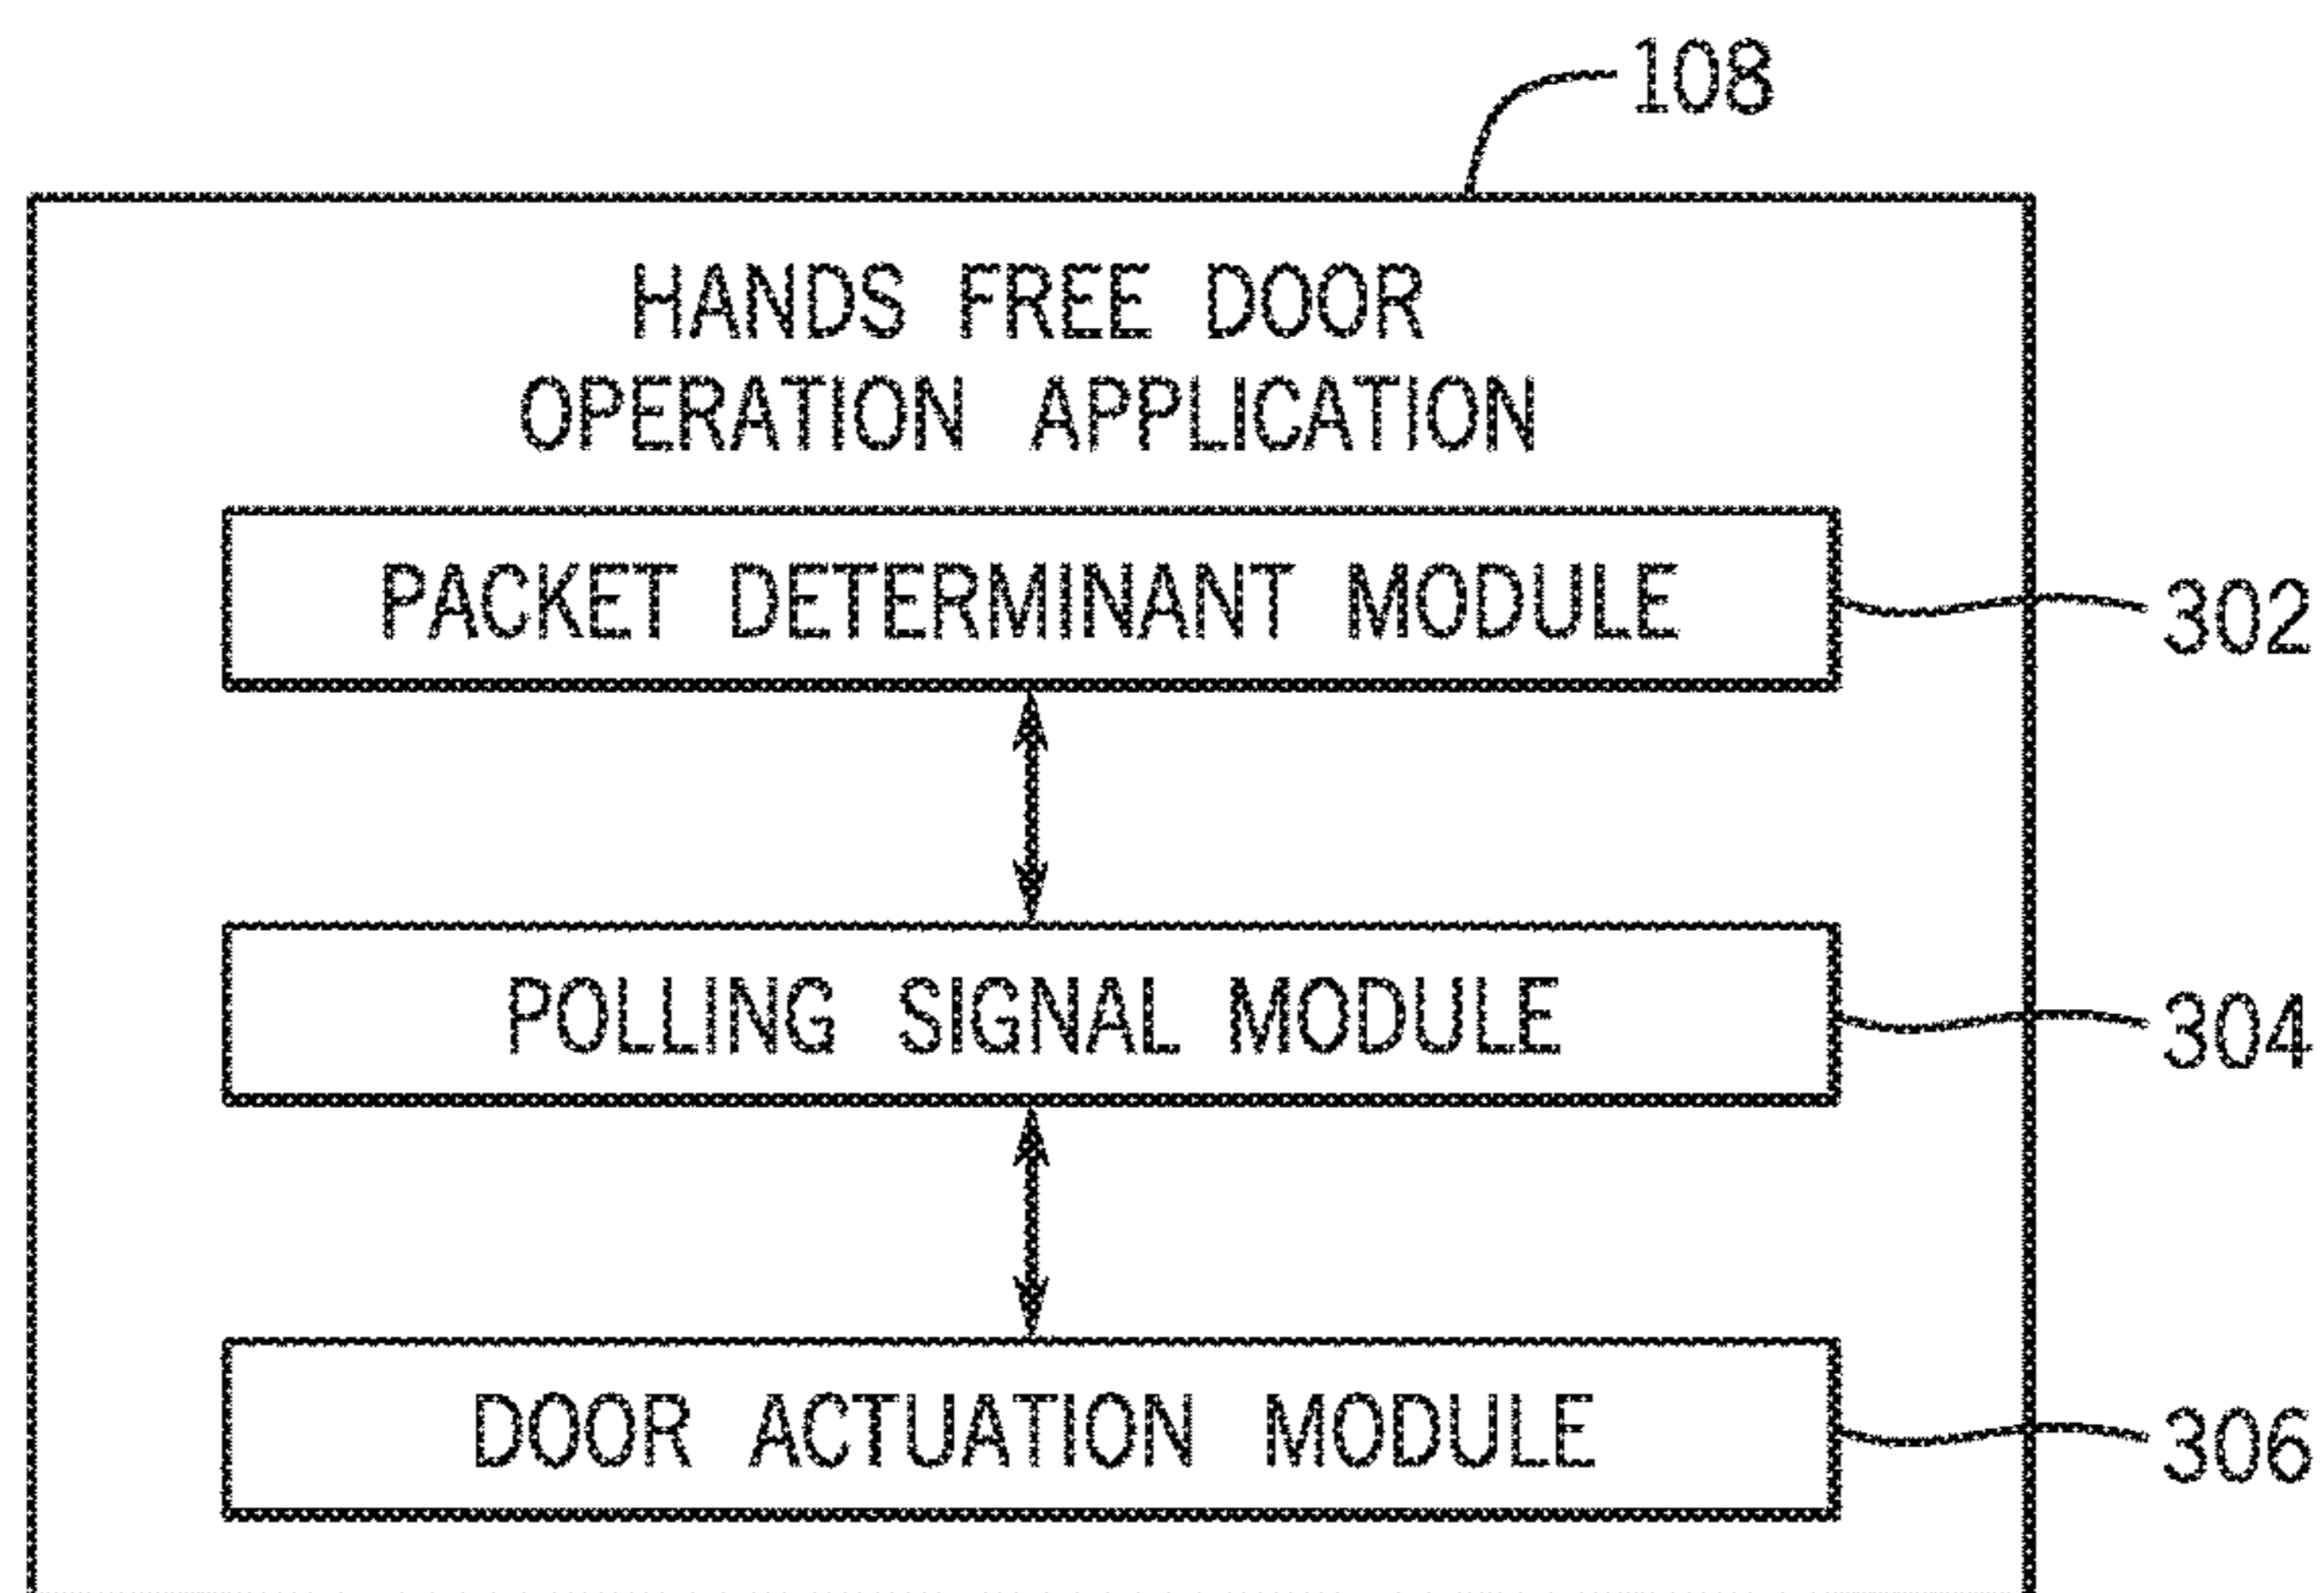 108
HANDS FREE DOOR
OPERATION APPLICATION
PACKET DETERMINANT MODULE
302
POLLING SIGNAL MODULE
304
DOOR ACTUATION MODULE
306